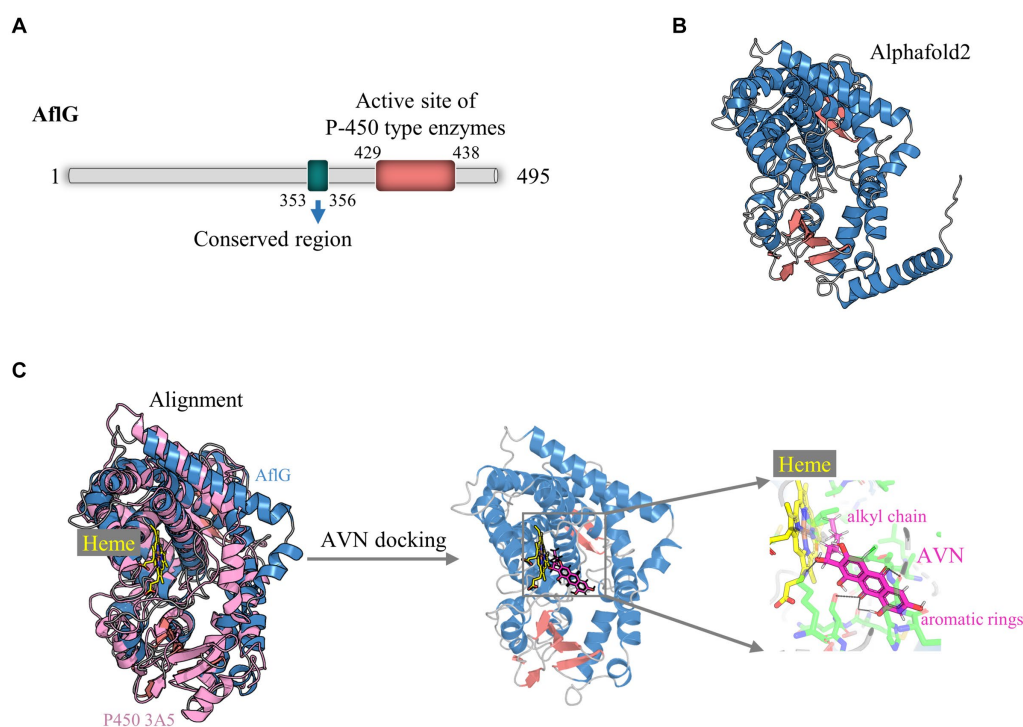 A
AflG
Active site of
P-450 type enzymes
429
438
1
495
353
356
Conserved region
B
Alphafold2
C
Alignment
AflG
Heme
P450 3A5
AVN docking
Heme
alkyl chain
AVN
aromatic rings